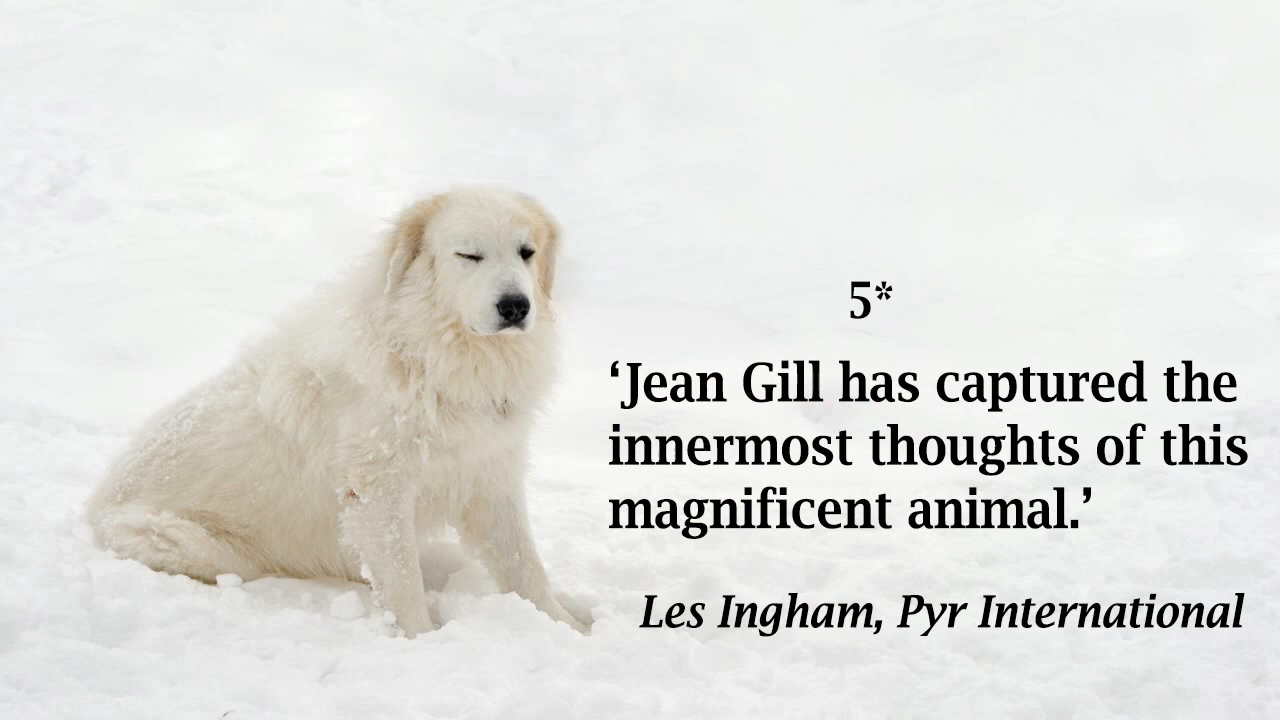 5*
‘Jean Gill has captured the
innermost thoughts of this
magnificent animal.’
Les Ingham, Pyr International